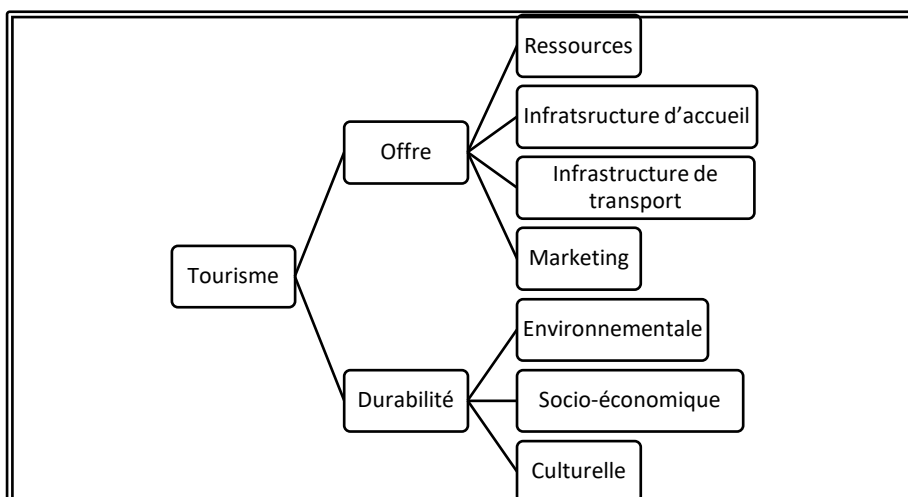 Ressources
Infratsructure d’accueil
Offre
Infrastructure de
transport
Marketing
Tourisme
Environnementale
Durabilité
Socio-économique
Culturelle